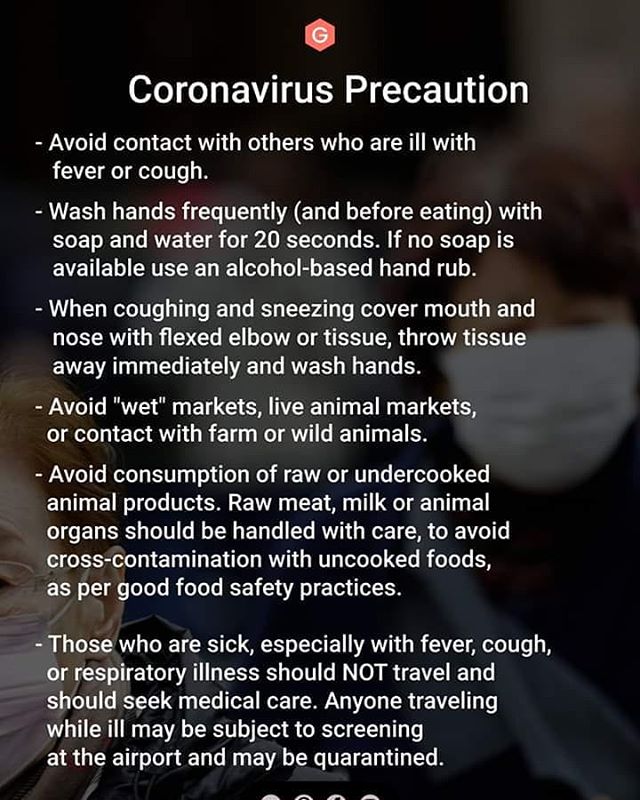 G
Coronavirus Precaution
- Avoid contact with others who are ill with
fever or cough.
- Wash hands frequently (and before eating) with
soap and water for 20 seconds. If no soap is
available use an alcohol-based hand rub.
- When coughing and sneezing cover mouth and
nose with flexed elbow or tissue, throw tissue
away immediately and wash hands.
- Avoid "wet" markets, live animal markets,
or contact with farm or wild animals.
- Avoid consumption of raw or undercooked
animal products. Raw meat, milk or animal
organs should be handled with care, to avoid
cross-contamination with uncooked foods,
as per good food safety practices.
- Those who are sick, especially with fever, cough,
or respiratory illness should NOT travel and
should seek medical care. Anyone traveling
while ill may be subject to screening
at the airport and may be quarantined.